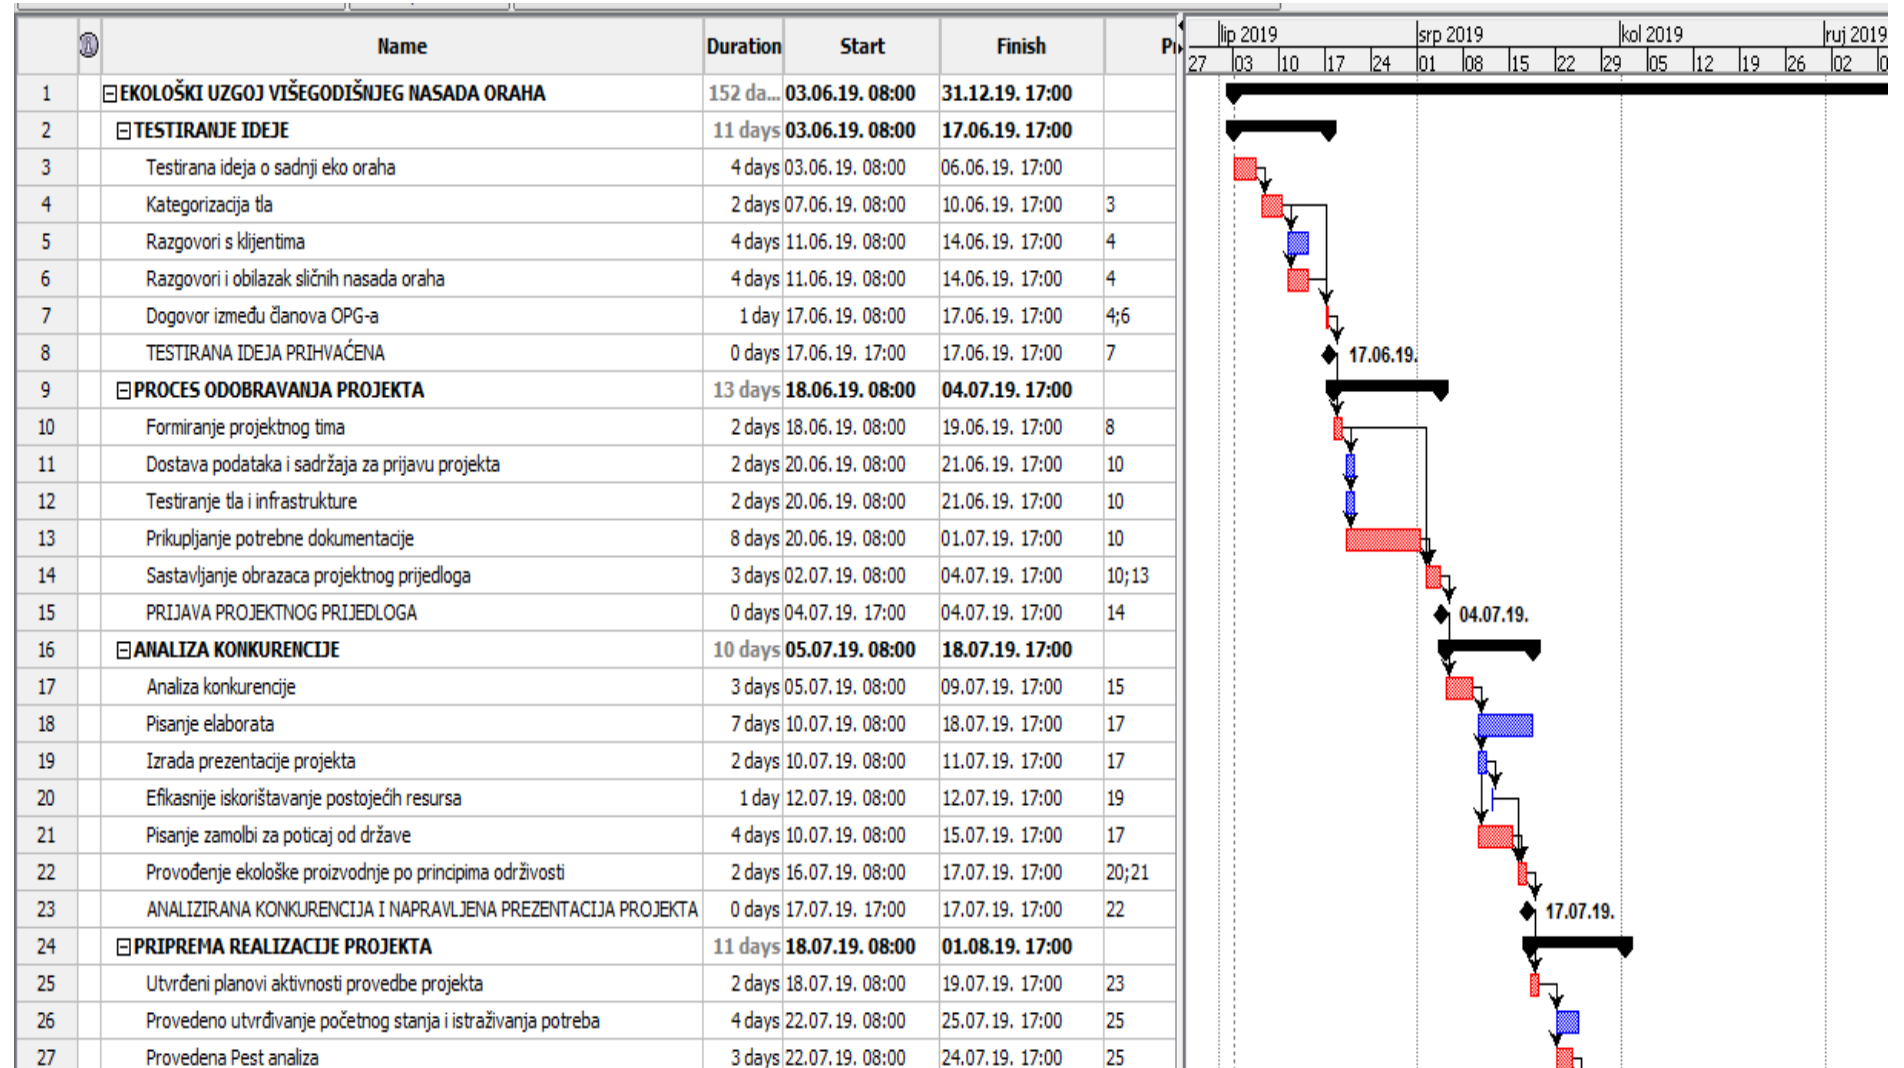 Name Duration Start Finish
lip 2019 srp 2019 kol 2019 ruj 2019
27 03 10 17 24 01 08 15 22 29 05 12 19 26 02
1 EKOLOŠKI UZGOJ VIŠEGODIŠNJEG NASADA ORAHA 152 da... 03.06.19. 08:00 31.12.19. 17:00
2 TESTIRANJE IDEJE 11 days 03.06.19. 08:00 17.06.19. 17:00
3 Testirana ideja o sadnji eko oraha 4 days 03.06.19. 08:00 06.06.19. 17:00
4 Kategorizacija tla 2 days 07.06.19. 08:00 10.06.19. 17:00 3
5 Razgovori s klijentima 4 days 11.06.19. 08:00 14.06.19. 17:00 4
6 Razgovori i obilazak sličnih nasada oraha 4 days 11.06.19. 08:00 14.06.19. 17:00 4
7 Dogovor između članova OPG-a 1 day 17.06.19. 08:00 17.06.19. 17:00 4;6
8 TESTIRANA IDEJA PRIHVAĆENA 0 days 17.06.19. 17:00 17.06.19. 17:00 7 17.06.19.
9 PROCES ODOBRAVANJA PROJEKTA 13 days 18.06.19. 08:00 04.07.19. 17:00
10 Formiranje projektnog tima 2 days 18.06.19. 08:00 19.06.19. 17:00 8
11 Dostava podataka i sadržaja za prijavu projekta 2 days 20.06.19. 08:00 21.06.19. 17:00 10
12 Testiranje tla i infrastrukture 2 days 20.06.19. 08:00 21.06.19. 17:00 10
13 Prikupljanje potrebne dokumentacije 8 days 20.06.19. 08:00 01.07.19. 17:00 10
14 Sastavljanje obrazaca projektnog prijedloga 3 days 02.07.19. 08:00 04.07.19. 17:00 10;13
15 PRIJAVA PROJEKTNOG PRIJEDLOGA 0 days 04.07.19. 17:00 04.07.19. 17:00 14 04.07.19.
16 ANALIZA KONKURENCIJE 10 days 05.07.19. 08:00 18.07.19. 17:00
17 Analiza konkurencije 3 days 05.07.19. 08:00 09.07.19. 17:00 15
18 Pisanje elaborata 7 days 10.07.19. 08:00 18.07.19. 17:00 17
19 Izrada prezentacije projekta 2 days 10.07.19. 08:00 11.07.19. 17:00 17
20 Efikasnije iskorištavanje postojećih resursa 1 day 12.07.19. 08:00 12.07.19. 17:00 19
21 Pisanje zamolbi za poticaj od države 4 days 10.07.19. 08:00 15.07.19. 17:00 17
22 Provođenje ekološke proizvodnje po principima održivosti 2 days 16.07.19. 08:00 17.07.19. 17:00 20;21
23 ANALIZIRANA KONKURENCIJA I NAPRAVLJENA PREZENTACIJA PROJEKTA 0 days 17.07.19. 17:00 17.07.19. 17:00 22 17.07.19.
24 PRIPREMA REALIZACIJE PROJEKTA 11 days 18.07.19. 08:00 01.08.19. 17:00
25 Utvrđeni planovi aktivnosti provedbe projekta 2 days 18.07.19. 08:00 19.07.19. 17:00 23
26 Provedeno utvrđivanje početnog stanja i istraživanja potreba 4 days 22.07.19. 08:00 25.07.19. 17:00 25
27 Provedena Pest analiza 3 days 22.07.19. 08:00 24.07.19. 17:00 25